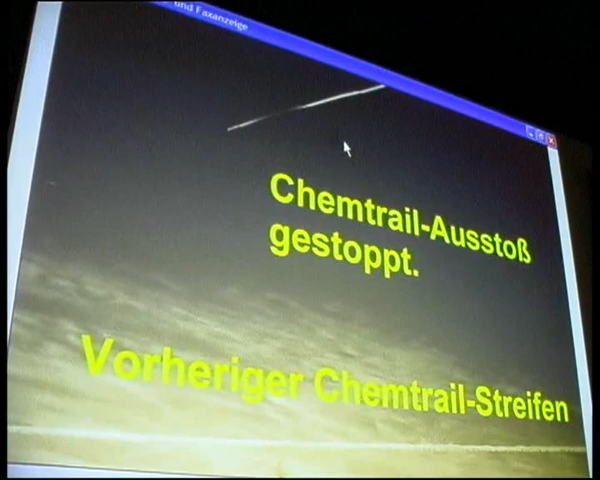 und Faxanzeige
Chemtrail-Ausstoß
gestoppt.
Vorheriger Chemtrail-Streifen